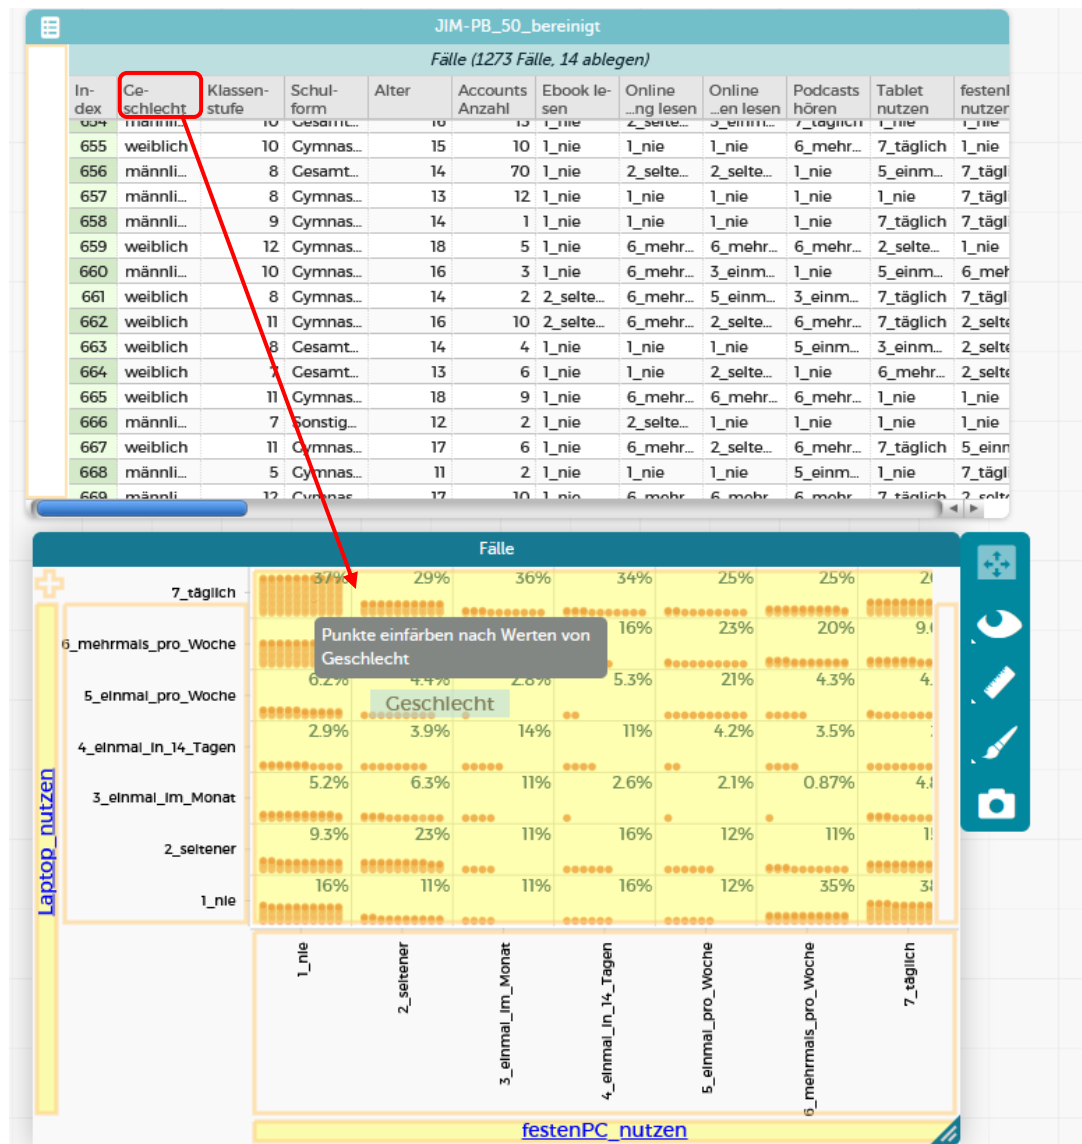 JIM-PB_50_bereinigt
Fälle (1273 Fälle, 14 ablegen)
In-dex Ge-schlecht Klassen-stufe Schul-form Alter Accounts Anzahl Ebook le-sen Online ...ng lesen Online ...en lesen Podcasts hören Tablet nutzen
655 weiblich 10 Gymnas... 15 10 1_nie 1_nie 1_nie 6_mehr... 7_täglich 1_nie
656 männli... 8 Gesamt... 14 70 1_nie 2_selte... 2_selte... 1_nie 5_einm... 7_tägl
657 männli... 8 Gymnas... 13 12 1_nie 1_nie 1_nie 1_nie 1_nie 7_tägl
658 männli... 9 Gymnas... 14 1 1_nie 1_nie 1_nie 1_nie 7_täglich 7_tägl
659 weiblich 12 Gymnas... 18 5 1_nie 6_mehr... 6_mehr... 6_mehr... 2_selte... 1_nie
660 männli... 10 Gymnas... 16 3 1_nie 6_mehr... 3_einm... 1_nie 5_einm... 6_meh
661 weiblich 8 Gymnas... 14 2 2_selte... 6_mehr... 5_einm... 3_einm... 7_täglich 7_tägl
662 weiblich 11 Gymnas... 16 10 2_selte... 6_mehr... 2_selte... 6_mehr... 7_täglich 2_selte
663 weiblich 8 Gesamt... 14 4 1_nie 1_nie 1_nie 5_einm... 3_einm... 2_selte
664 weiblich 7 Gesamt... 13 6 1_nie 1_nie 2_selte... 1_nie 6_mehr... 2_selte
665 weiblich 11 Gymnas... 18 9 1_nie 6_mehr... 6_mehr... 6_mehr... 1_nie 1_nie
666 männli... 7 Sonstig... 12 2 1_nie 2_selte... 1_nie 1_nie 1_nie 1_nie
667 weiblich 11 Gymnas... 17 6 1_nie 6_mehr... 2_selte... 6_mehr... 7_täglich 5_einm
668 männli... 5 Gymnas... 11 2 1_nie 1_nie 1_nie 5_einm... 1_nie 7_tägl
Fälle
7_täglich 37% 29% 36% 34% 25% 25%
6_mehrmals_pro_Woche 16% 23% 20%
Punkte einfärben nach Werten von
Geschlecht
5_einmal_pro_Woche 6.2% 4.4% 2.8% 5.3% 21% 4.3%
Geschlecht
4_einmal_in_14_Tagen 2.9% 3.9% 14% 11% 4.2% 3.5%
3_einmal_im_Monat 5.2% 6.3% 11% 2.6% 2.1% 0.87%
2_seltener 9.3% 23% 11% 16% 12% 11%
1_nie 16% 11% 11% 16% 12% 35%
Laptop_nutzen
1_nie
2_seltener
3_einmal_im_Monat
4_einmal_in_14_Tagen
5_einmal_pro_Woche
6_mehrmals_pro_Woche
7_täglich
festenPC_nutzen